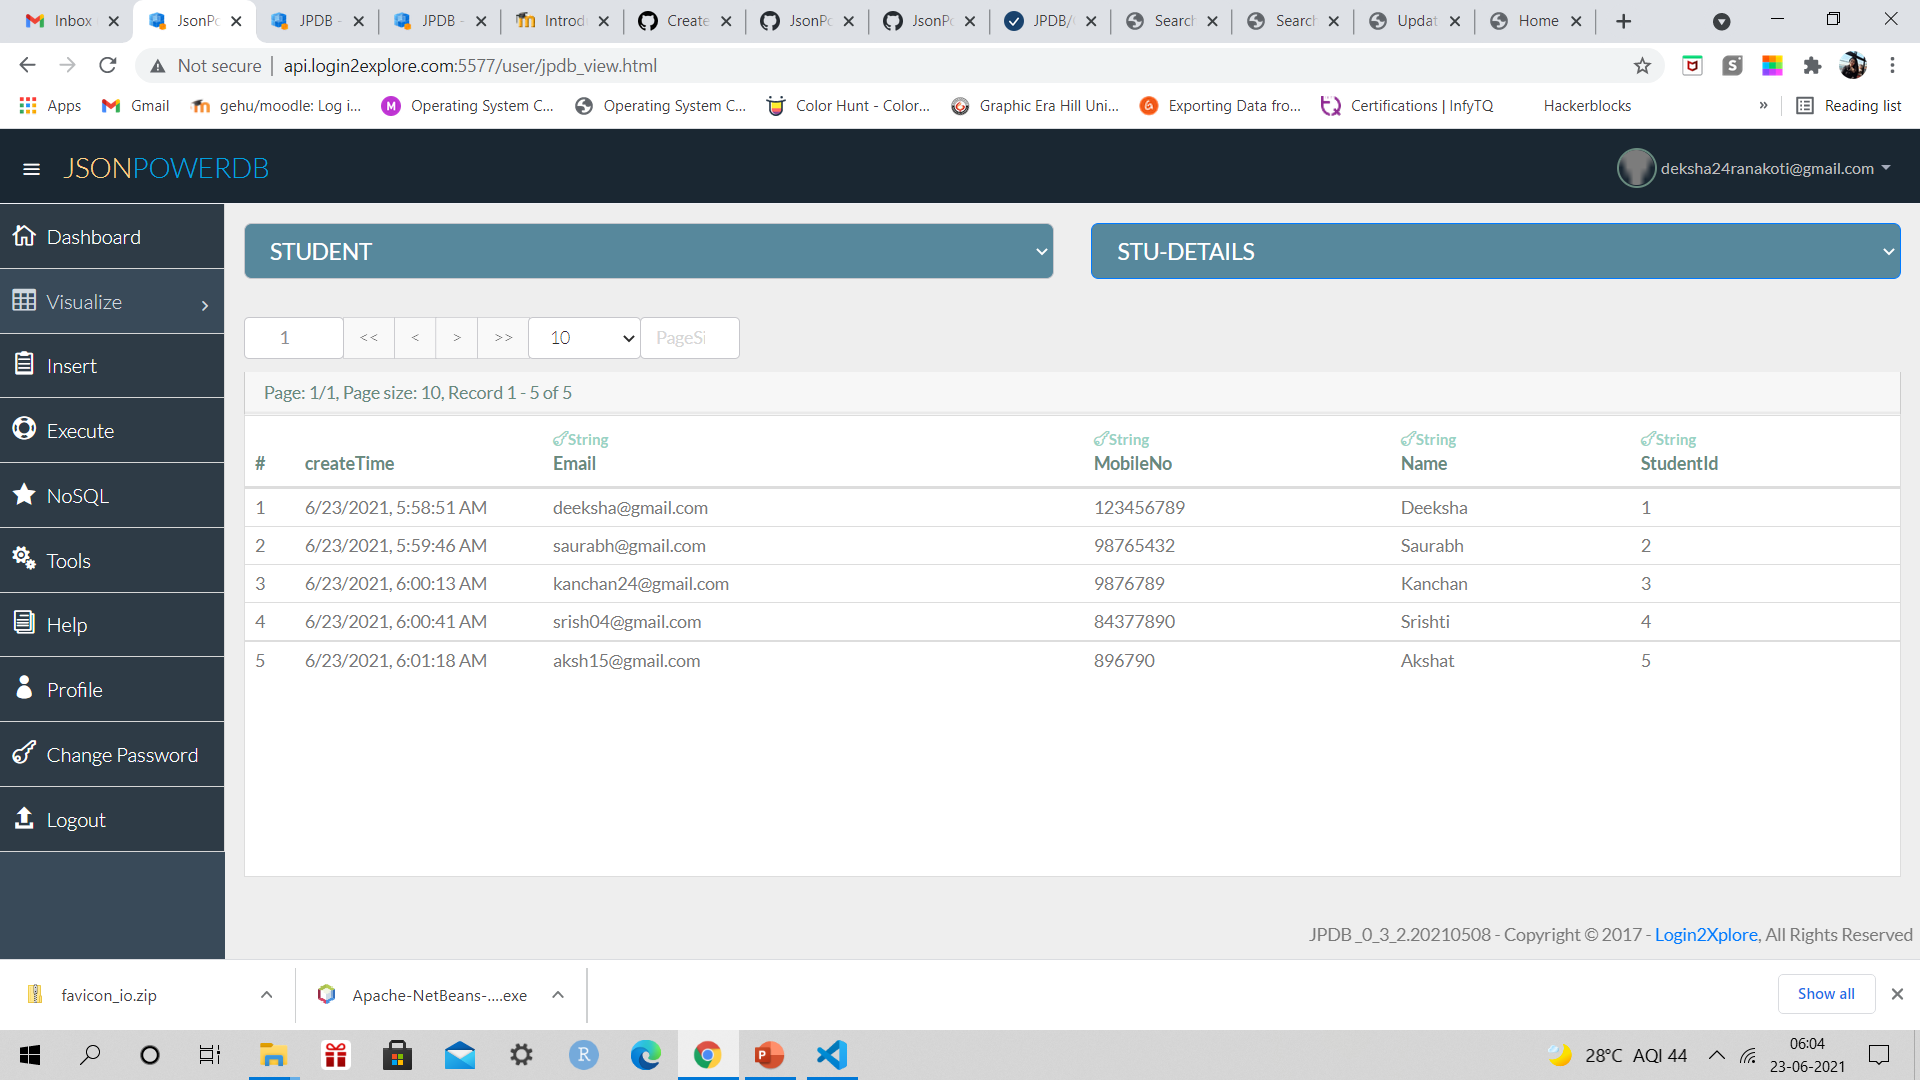 Inbox JsonPo JPDB - JPDB - Introd Create JsonPo JsonPo JPDB/ Search Search Updat Home
Not secure | api.login2explore.com:5577/user/jpdb_view.html
Apps Gmail gehu/moodle: Log i... Operating System C... Operating System C... Color Hunt - Color... Graphic Era Hill Uni... Exporting Data fro... Certifications | InfyTQ Hackerblocks » Reading list
JSONPOWERDB deksha24ranakoti@gmail.com
Dashboard
Visualize
Insert
Execute
NoSQL
Tools
Help
Profile
Change Password
Logout
STUDENT STU-DETAILS
1 << < > >> 10 PageSi
Page: 1/1, Page size: 10, Record 1 - 5 of 5
String String String String
# createTime Email MobileNo Name StudentId
1 6/23/2021, 5:58:51 AM deeksha@gmail.com 123456789 Deeksha 1
2 6/23/2021, 5:59:46 AM saurabh@gmail.com 98765432 Saurabh 2
3 6/23/2021, 6:00:13 AM kanchan24@gmail.com 9876789 Kanchan 3
4 6/23/2021, 6:00:41 AM srish04@gmail.com 84377890 Srishti 4
5 6/23/2021, 6:01:18 AM aksh15@gmail.com 896790 Akshat 5
JPDB_0_3_2.20210508 - Copyright © 2017 - Login2Xplore, All Rights Reserved
favicon_io.zip Apache-NetBeans-....exe Show all
28°C AQI 44 06:04
23-06-2021